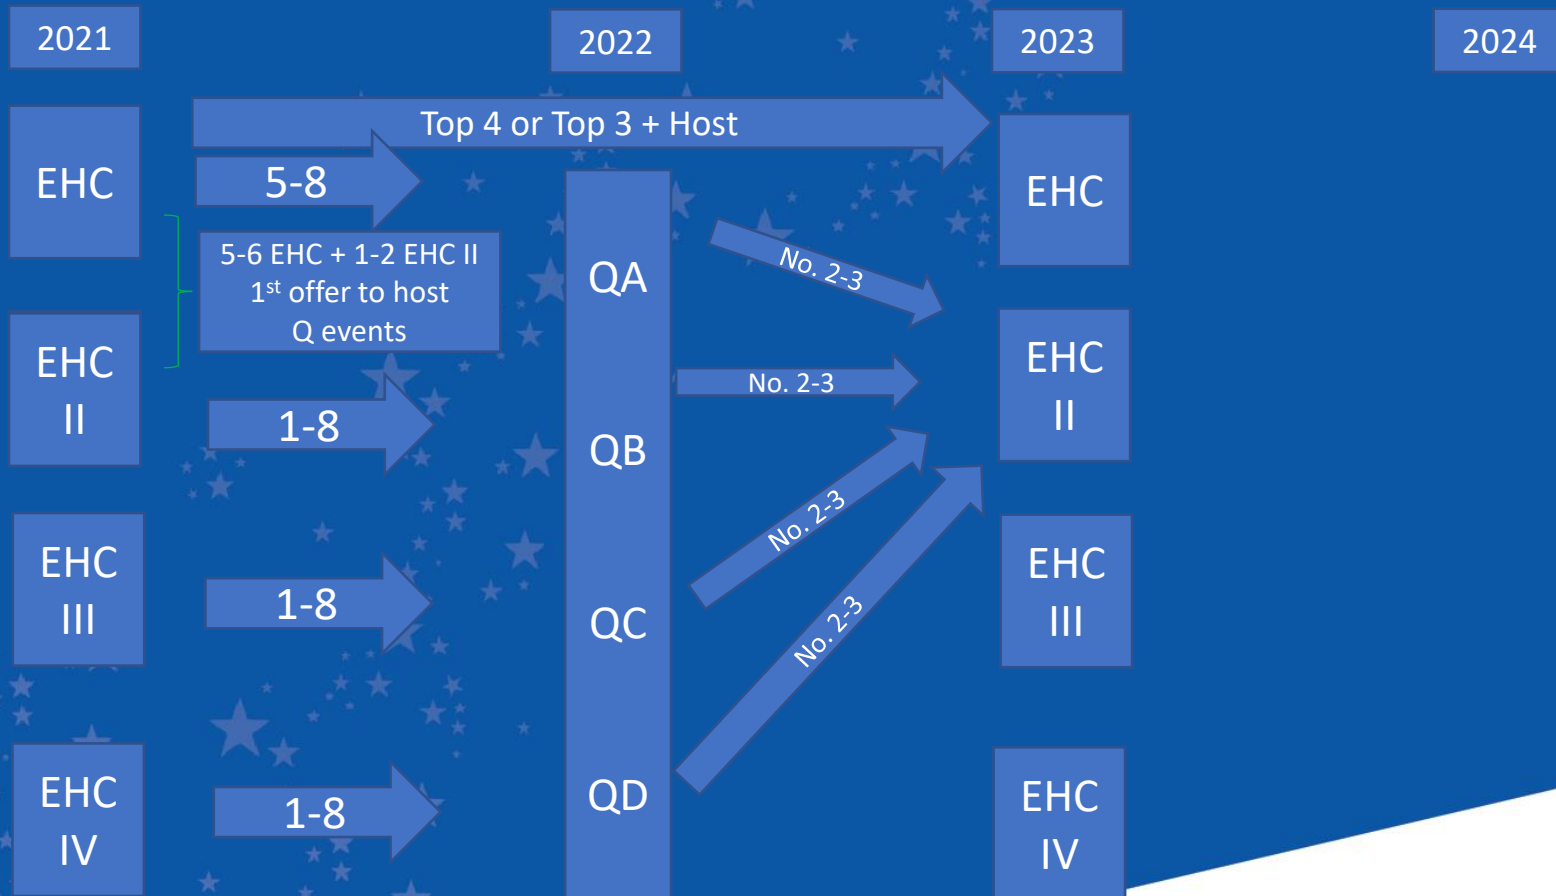 2021
2022
2023
2024
Top 4 or Top 3 + Host
EHC
5-8
EHC
5-6 EHC + 1-2 EHC II
1st offer to host
Q events
QA
No. 2-3
EHC
II
1-8
QB
No. 2-3
EHC
II
No. 2-3
EHC
III
1-8
QC
No. 2-3
EHC
III
EHC
IV
1-8
QD
EHC
IV